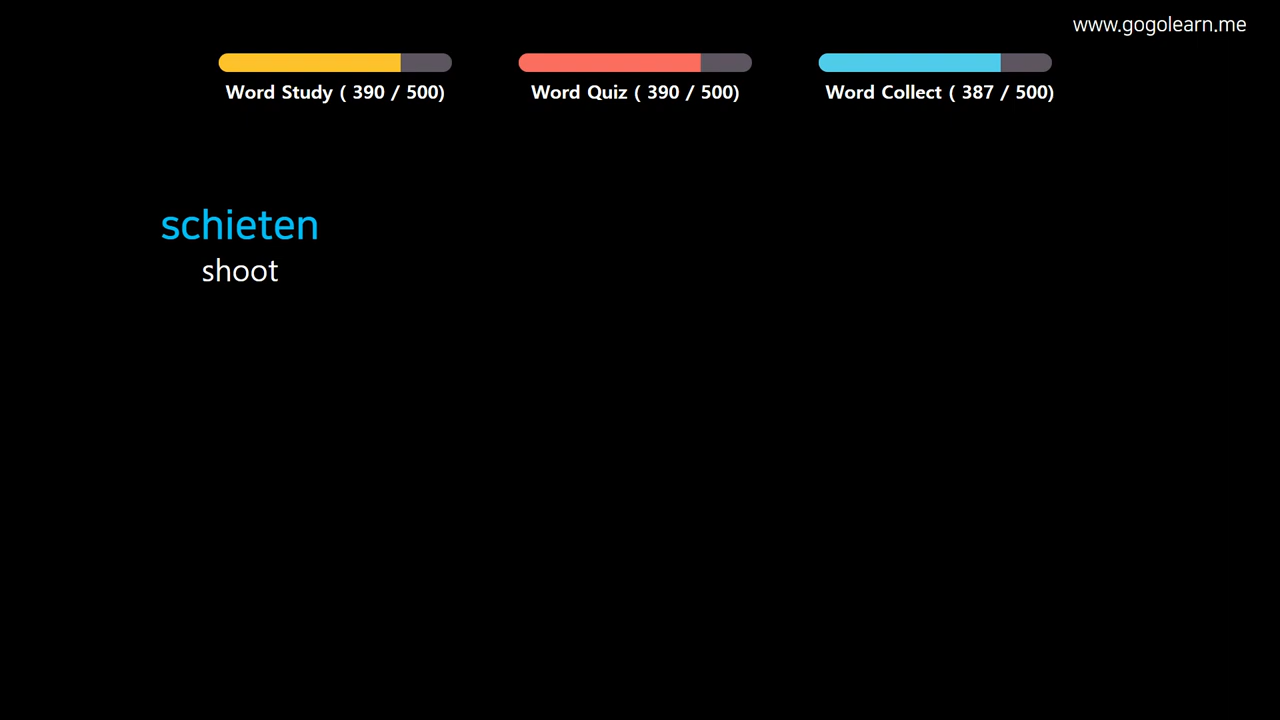 www.gogolearn.me
Word Study ( 390 / 500)
Word Quiz ( 390 / 500)
Word Collect ( 387 / 500)
schieten
shoot